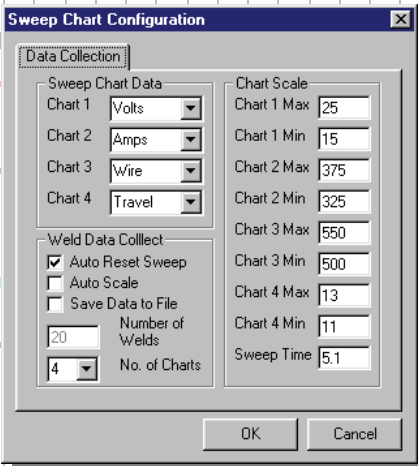 Sweep Chart Configuration
Data Collection
Sweep Chart Data
Chart 1 Volts
Chart 2 Amps
Chart 3 Wire
Chart 4 Travel
Weld Data Colllect
Auto Reset Sweep
Auto Scale
Save Data to File
20 Number of Welds
4 No. of Charts
Chart Scale
Chart 1 Max 25
Chart 1 Min 15
Chart 2 Max 375
Chart 2 Min 325
Chart 3 Max 550
Chart 3 Min 500
Chart 4 Max 13
Chart 4 Min 11
Sweep Time 5.1
OK Cancel